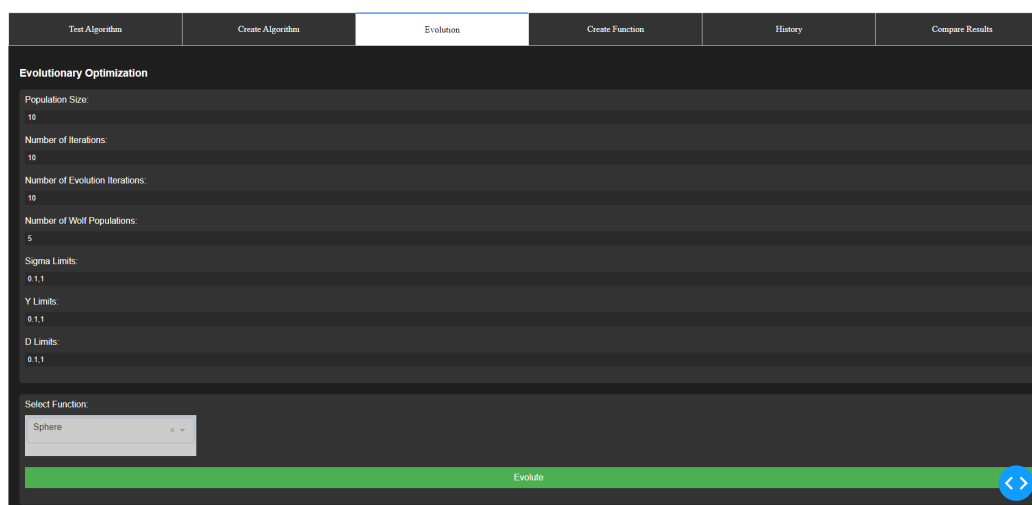 Test Algorithm
Create Algorithm
Evolution
Create Function
History
Compare Results
Evolutionary Optimization
Population Size:
10
Number of Iterations:
10
Number of Evolution Iterations:
10
Number of Wolf Populations:
5
Sigma Limits:
0.1,1
Y Limits:
0.1,1
D Limits:
0.1,1
Select Function:
Sphere
Evolute